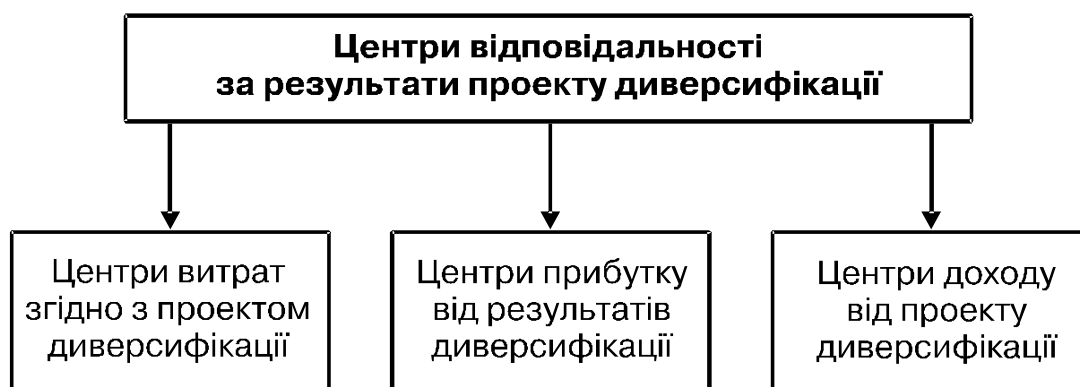 Центри відповідальності
за результати проекту диверсифікації
Центри витрат
згідно з проектом
диверсифікації
Центри прибутку
від результатів
диверсифікації
Центри доходу
від проекту
диверсифікації